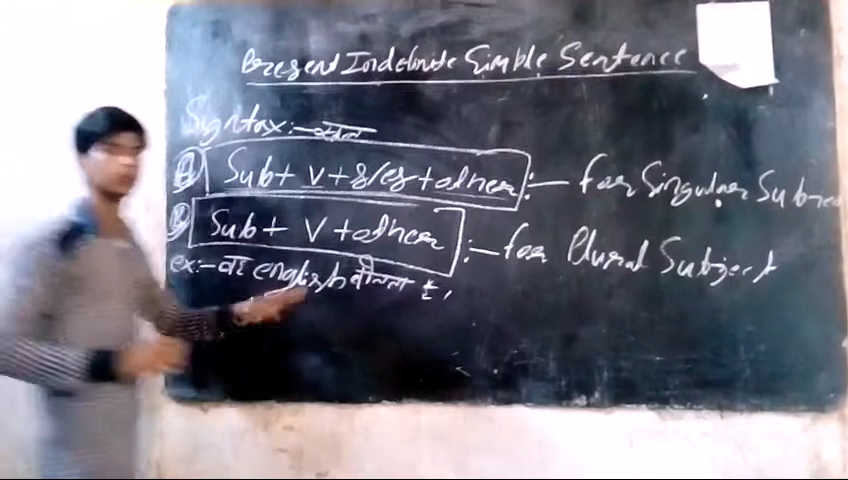 Present Indefinite Simple Sentence
Syntax:-
(A) Sub + V + s/es + other :- for Singular Subject
(B) Sub + V + other :- for Plural Subject
ex:- वह english बोलता है,